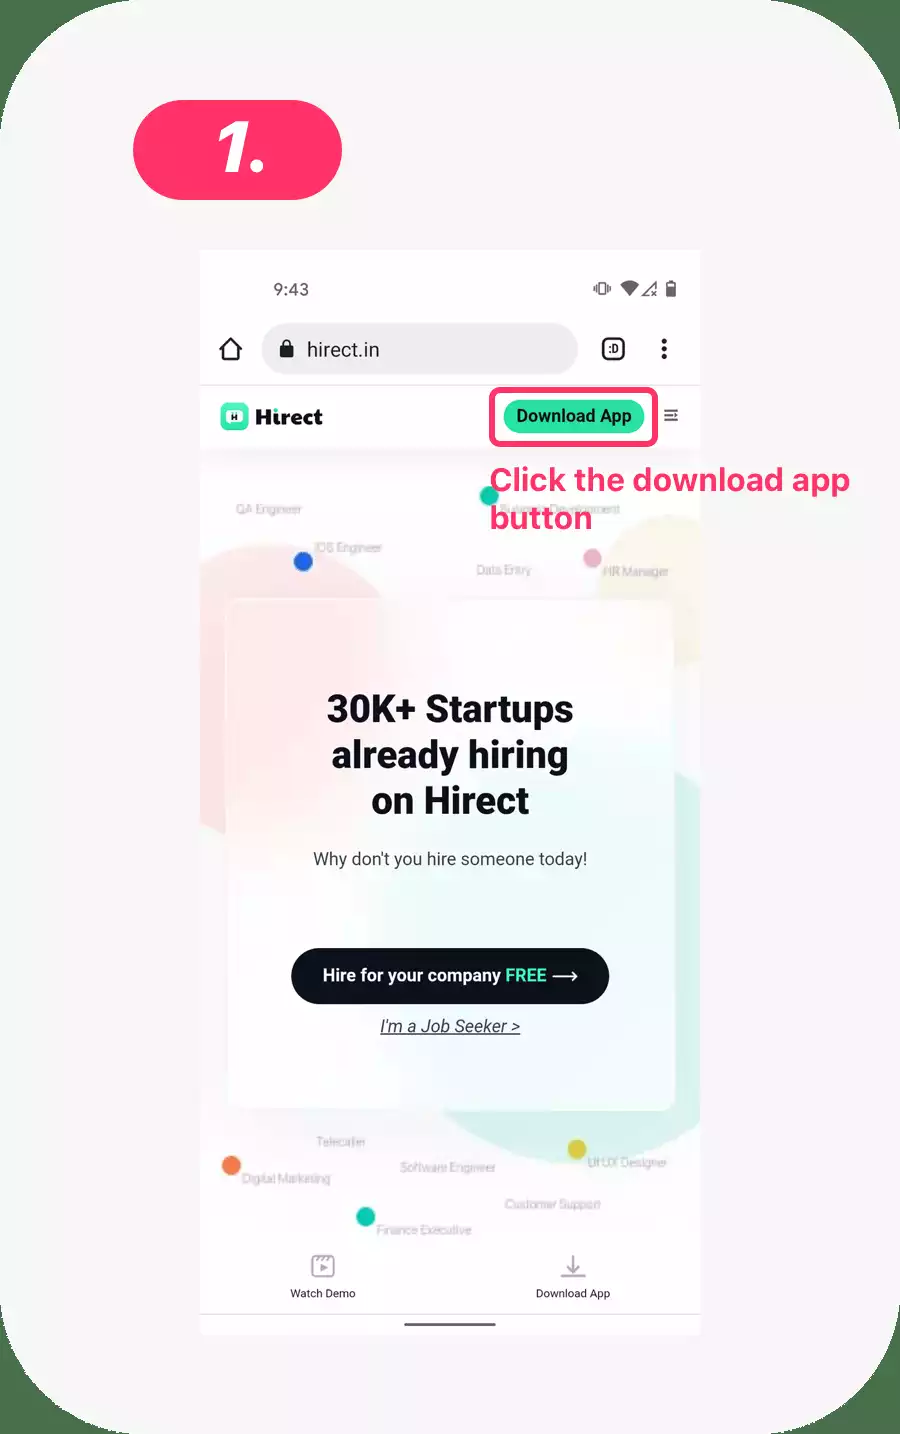 1.
9:43
hirect.in
:D
H Hirect
Download App
Click the download app
button
QA Engineer
Business Development
iOS Engineer
Data Entry
HR Manager
30K+ Startups
already hiring
on Hirect
Why don't you hire someone today!
Hire for your company FREE →
I'm a Job Seeker >
Telecaller
Software Engineer
UI UX Designer
Digital Marketing
Customer Support
Finance Executive
Watch Demo
Download App